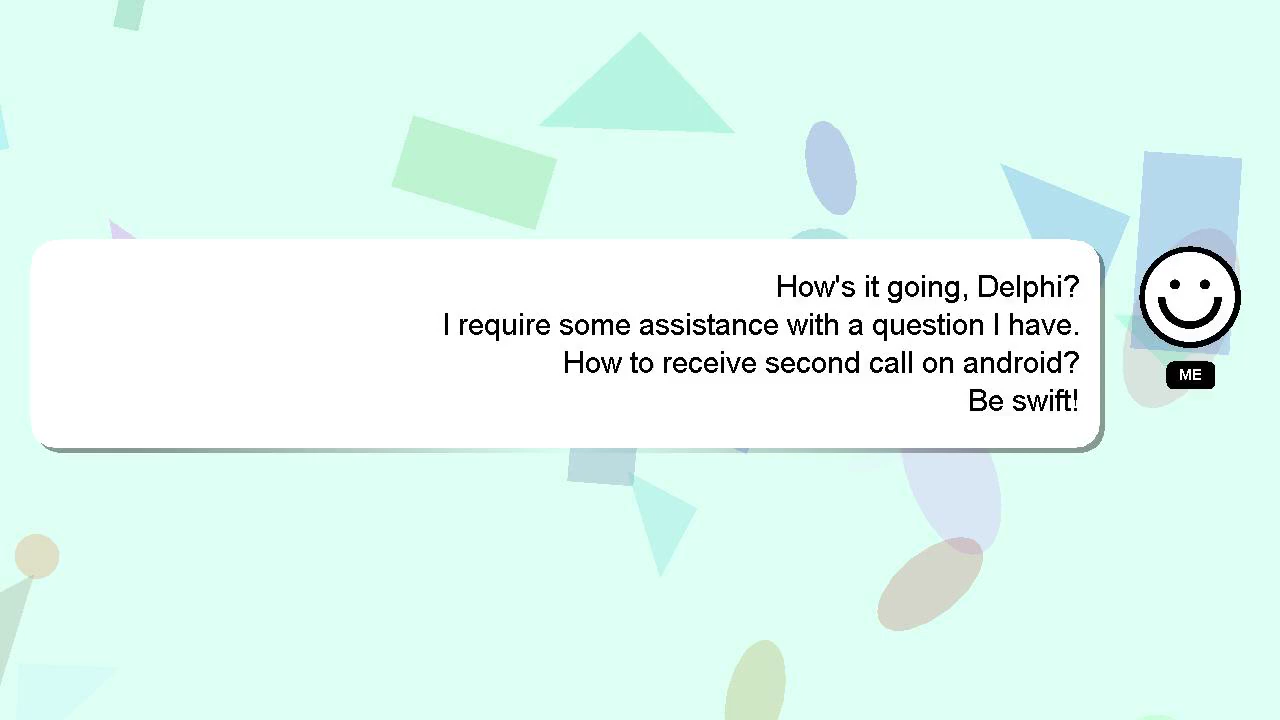 How's it going, Delphi?
I require some assistance with a question I have.
How to receive second call on android?
Be swift!
ME